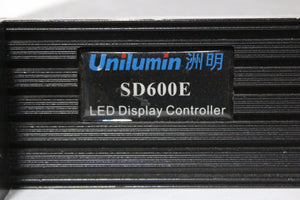 Unilumin 洲明
SD600E
LED Display Controller